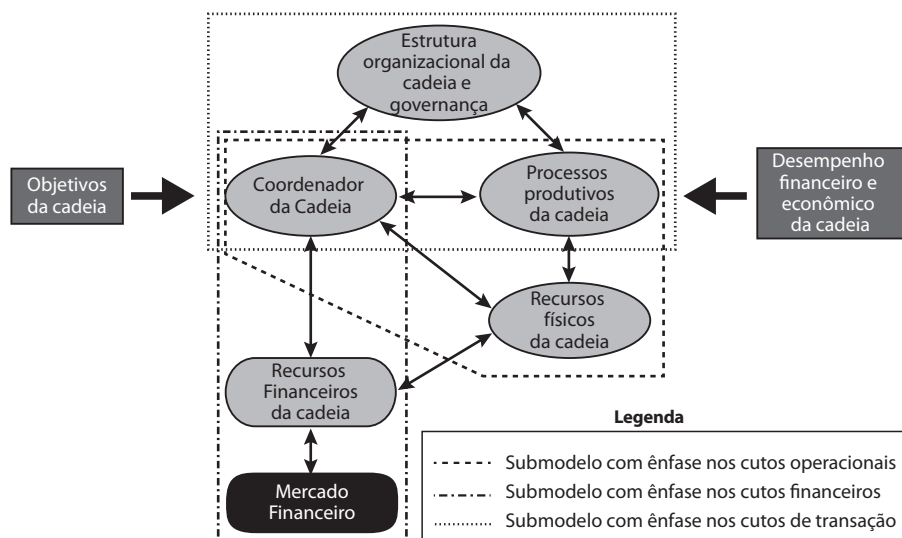 Estrutura
organizacional da
cadeia e
governança
Objetivos
da cadeia
Coordenador
da Cadeia
Processos
produtivos
da cadeia
Desempenho
financeiro e
econômico
da cadeia
Recursos
físicos
da cadeia
Recursos
Financeiros
da cadeia
Mercado
Financeiro
Legenda
Submodelo com ênfase nos cutos operacionais
Submodelo com ênfase nos cutos financeiros
Submodelo com ênfase nos cutos de transação